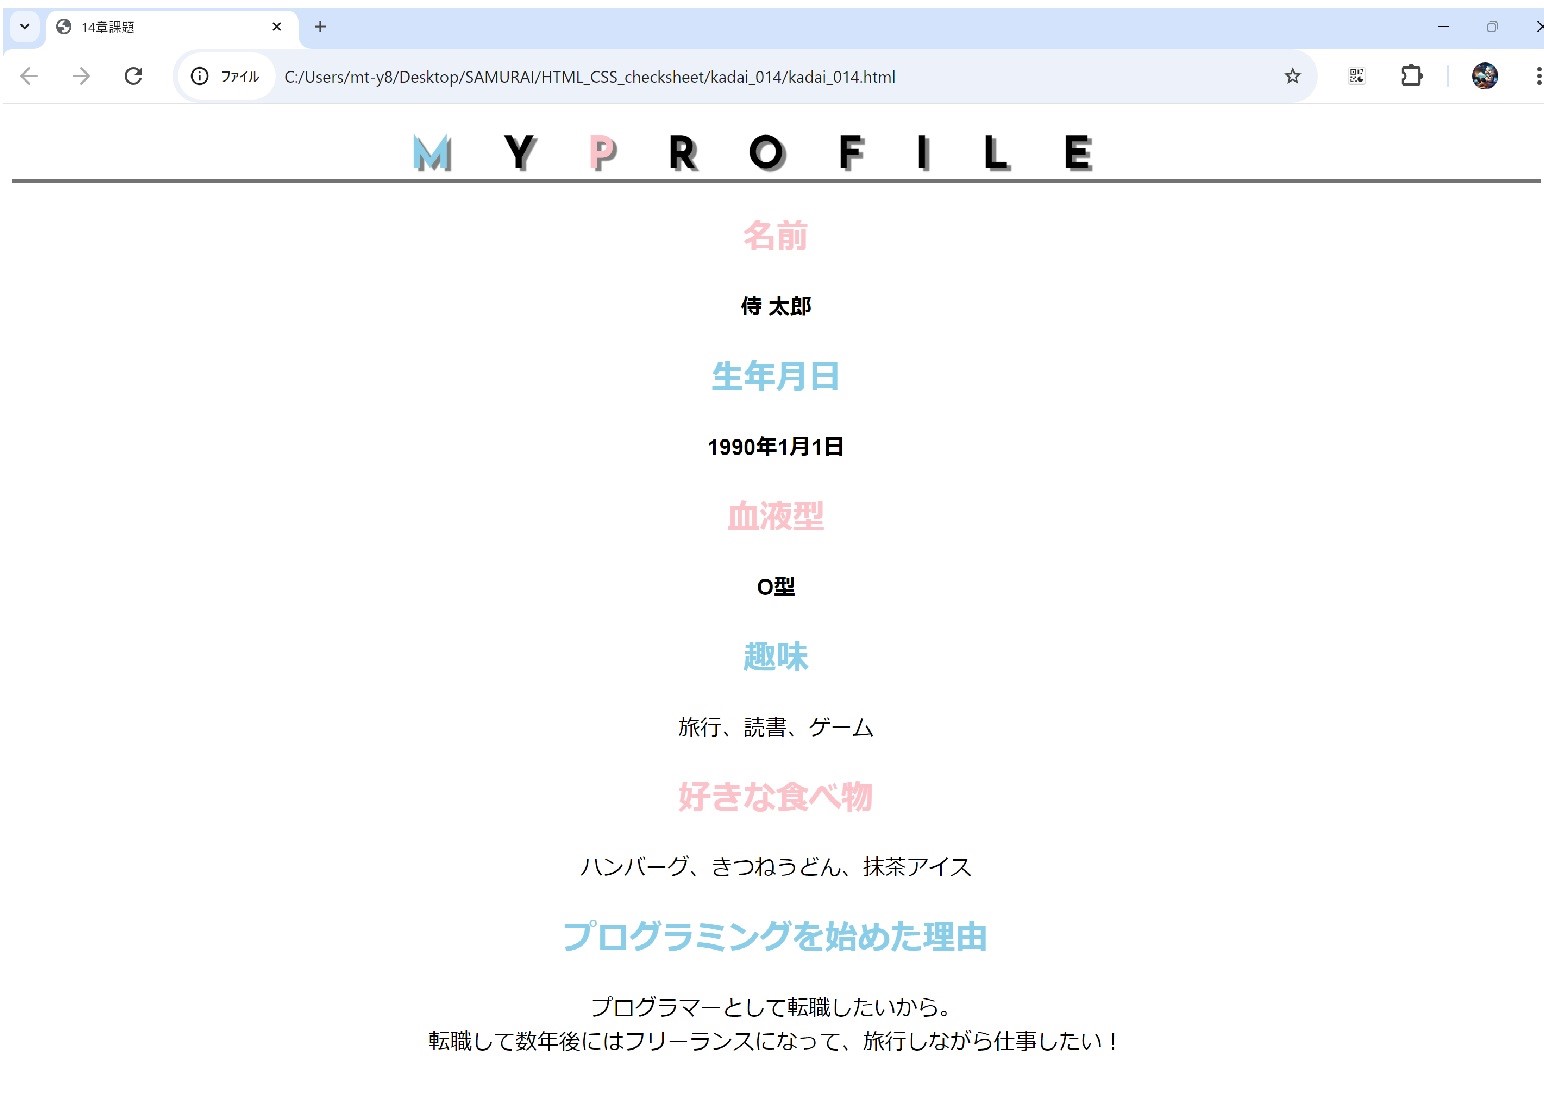 14章課題
ファイル
C:/Users/mt-y8/Desktop/SAMURAI/HTML_CSS_checksheet/kadai_014/kadai_014.html
MY PROFILE
名前
侍 太郎
生年月日
1990年1月1日
血液型
O型
趣味
旅行、読書、ゲーム
好きな食べ物
ハンバーグ、きつねうどん、抹茶アイス
プログラミングを始めた理由
プログラマーとして転職したいから。
転職して数年後にはフリーランスになって、旅行しながら仕事したい！